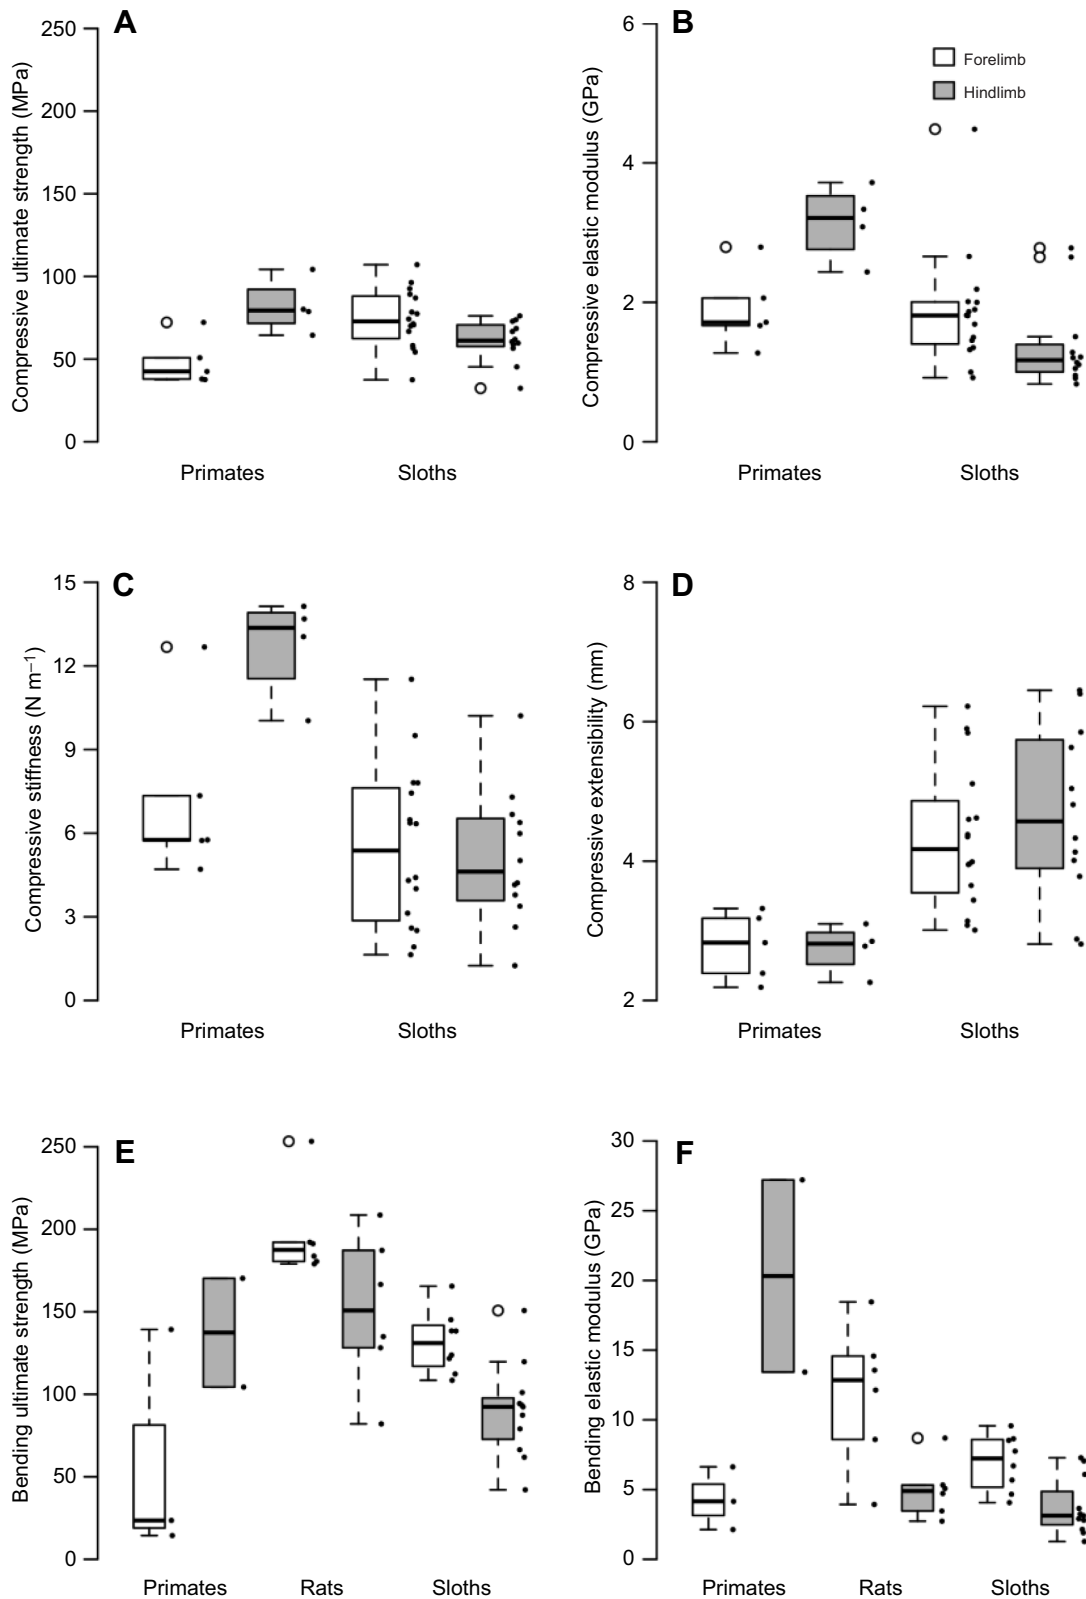 A
Compressive ultimate strength (MPa)
250
200
150
100
50
0
Primates Sloths
B
Compressive elastic modulus (GPa)
6
4
2
0
Forelimb
Hindlimb
Primates Sloths
C
Compressive stiffness (N m⁻¹)
15
12
9
6
3
0
Primates Sloths
D
Compressive extensibility (mm)
8
6
4
2
Primates Sloths
E
Bending ultimate strength (MPa)
250
200
150
100
50
0
Primates Rats Sloths
F
Bending elastic modulus (GPa)
30
25
20
15
10
5
0
Primates Rats Sloths